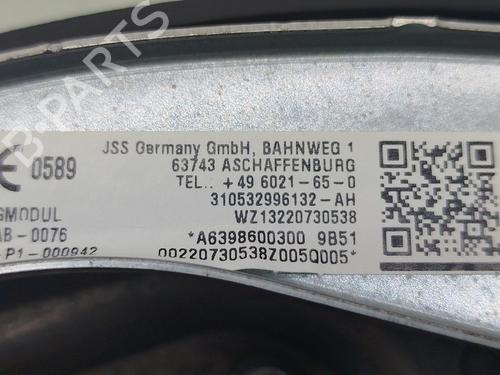 B-PARTS
CE 0589
JSS Germany GmbH, BAHNWEG 1
63743 ASCHAFFENBURG
TEL.. +49 6021-65-0
310532996132-AH
GMODUL
WZ13220730538
AB-0076
*A6398600300 9B51
P1-000942
00220730538Z005Q005*